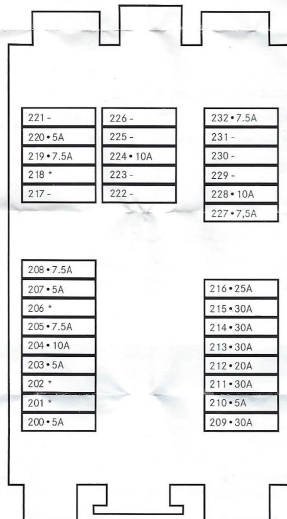 221 -
220 • 5A
219 • 7.5A
218 *
217 -
226 -
225 -
224 • 10A
223 -
222 -
232 • 7.5A
231 -
230 -
229 -
228 • 10A
227 • 7,5A
208 • 7.5A
207 • 5A
206 *
205 • 7.5A
204 • 10A
203 • 5A
202 *
201 *
200 • 5A
216 • 25A
215 • 30A
214 • 30A
213 • 30A
212 • 20A
211 • 30A
210 • 5A
209 • 30A